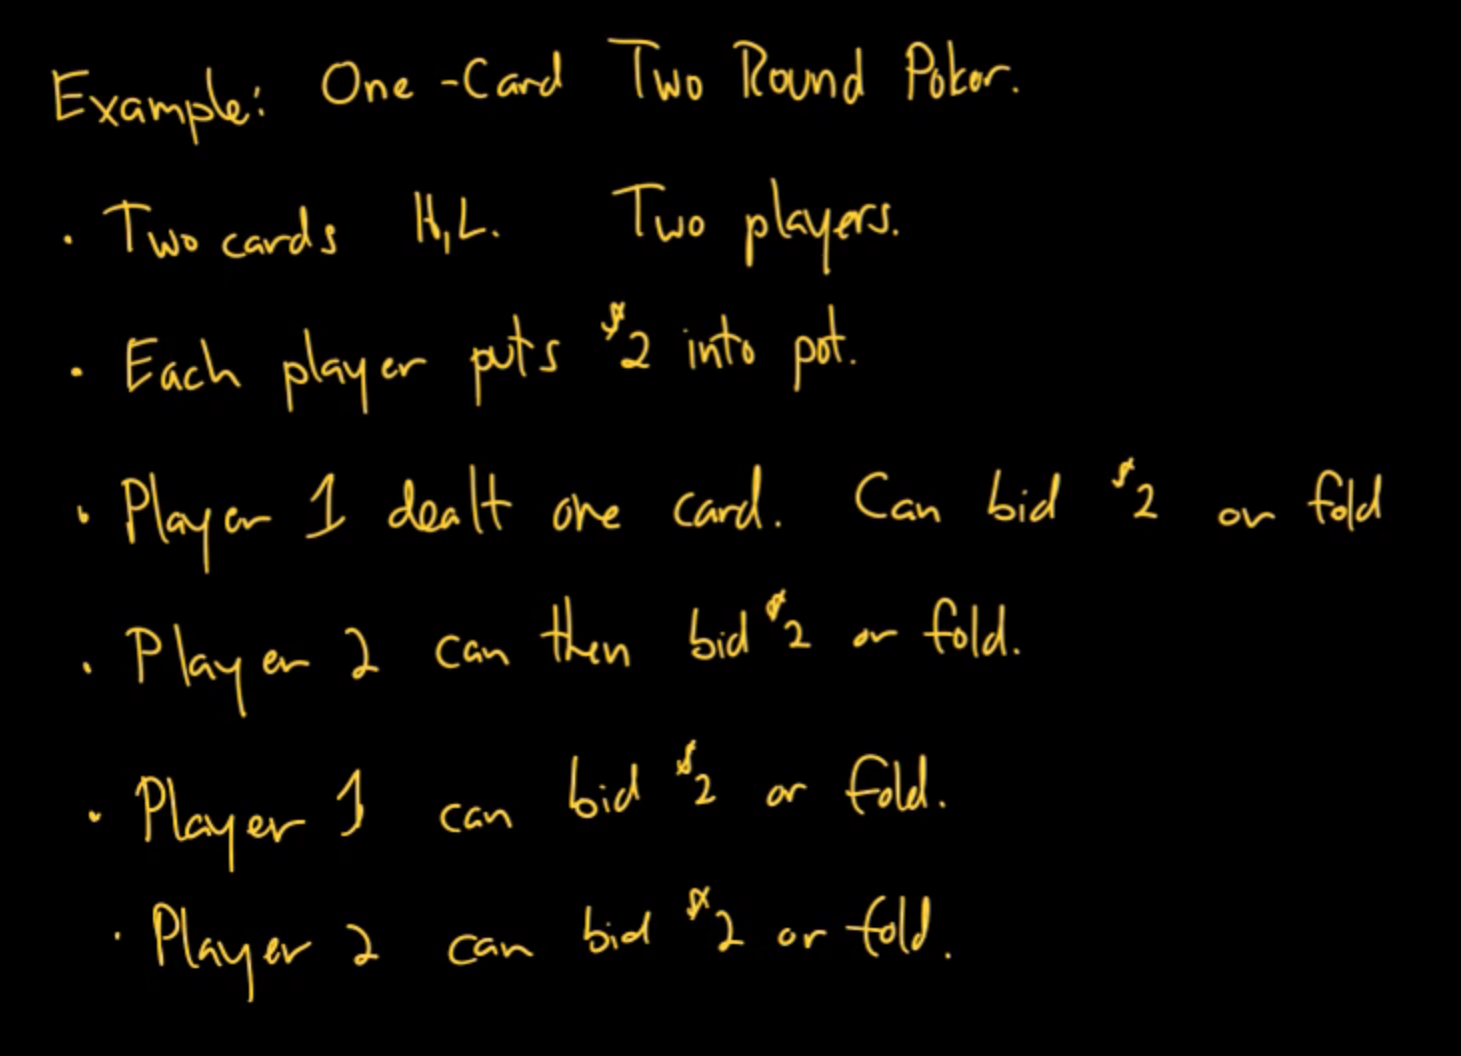 Example: One-Card Two Round Poker.
· Two cards H, L. Two players.
· Each player puts $2 into pot.
· Player 1 dealt one card. Can bid $2 or fold
· Player 2 can then bid $2 or fold.
· Player 1 can bid $2 or fold.
· Player 2 can bid $2 or fold.